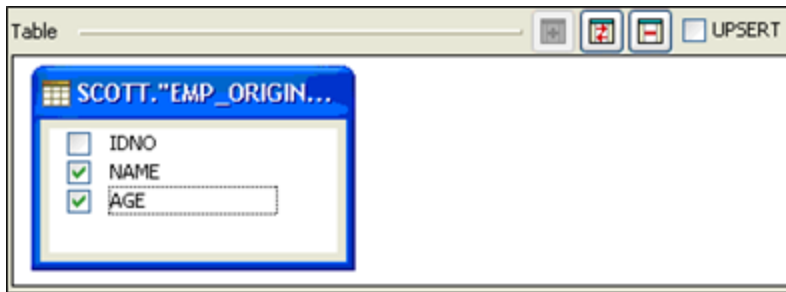 Table
UPSERT
SCOTT."EMP_ORIGIN...
IDNO
NAME
AGE